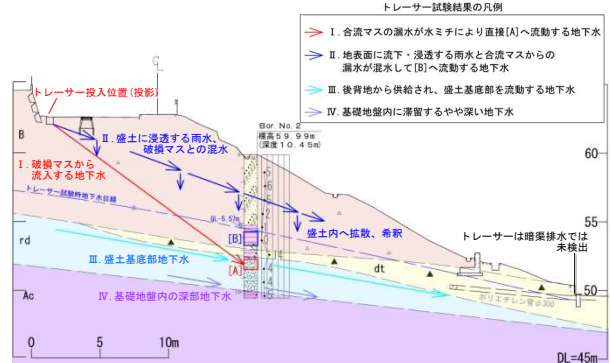 トレーサー試験結果の凡例
Ⅰ.合流マスの漏水が水ミチにより直接[A]へ流動する地下水
Ⅱ.地表面に流下・浸透する雨水と合流マスからの
漏水が混水して[B]へ流動する地下水
Ⅲ.後背地から供給され、盛土基底部を流動する地下水
Ⅳ.基礎地盤内に滞留するやや深い地下水
トレーサー投入位置(投影)
Bor. No.2
標高59.99m
(深度10.45m)
B
Ⅱ.盛土に浸透する雨水、
破損マスとの混水
Ⅰ.破損マスから
流入する地下水
60
トレーサー試験時地下水位線
GL-5.57m
盛土内へ拡散、希釈
トレーサーは暗渠排水では
未検出
55
rd
[B]
Ⅲ.盛土基底部地下水
[A]
dt
Ac
Ⅳ.基礎地盤内の深部地下水
ポリエチレン管φ300
50
0
5
10m
DL=45m